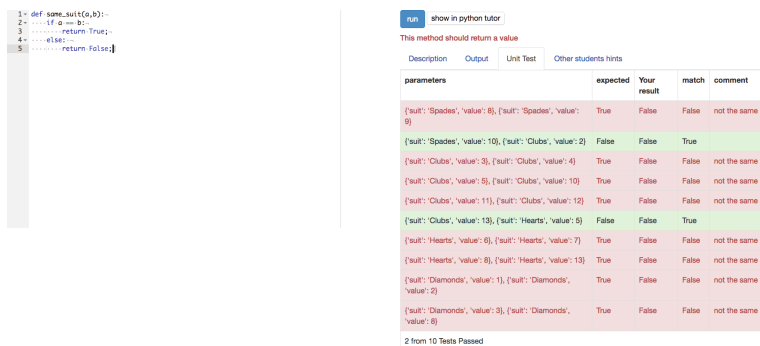 1 def same_suit(a,b):
2 if a == b:
3 return True;
4 else:
5 return False;
run show in python tutor
This method should return a value
Description Output Unit Test Other students hints
parameters expected Your result match comment
{'suit': 'Spades', 'value': 8}, {'suit': 'Spades', 'value': 9} True False False not the same
{'suit': 'Spades', 'value': 10}, {'suit': 'Clubs', 'value': 2} False False True
{'suit': 'Clubs', 'value': 3}, {'suit': 'Clubs', 'value': 4} True False False not the same
{'suit': 'Clubs', 'value': 5}, {'suit': 'Clubs', 'value': 10} True False False not the same
{'suit': 'Clubs', 'value': 11}, {'suit': 'Clubs', 'value': 12} True False False not the same
{'suit': 'Clubs', 'value': 13}, {'suit': 'Hearts', 'value': 5} False False True
{'suit': 'Hearts', 'value': 6}, {'suit': 'Hearts', 'value': 7} True False False not the same
{'suit': 'Hearts', 'value': 8}, {'suit': 'Hearts', 'value': 13} True False False not the same
{'suit': 'Diamonds', 'value': 1}, {'suit': 'Diamonds', 'value': 2} True False False not the same
{'suit': 'Diamonds', 'value': 3}, {'suit': 'Diamonds', 'value': 8} True False False not the same
2 from 10 Tests Passed